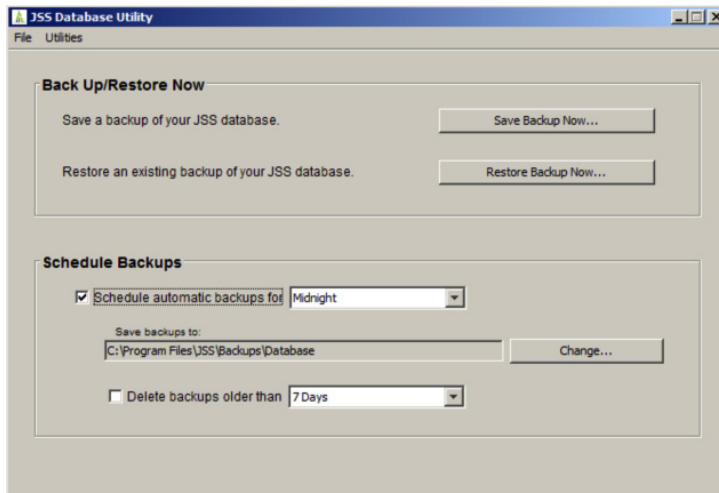 JSS Database Utility
File Utilities
Back Up/Restore Now
Save a backup of your JSS database.
Save Backup Now...
Restore an existing backup of your JSS database.
Restore Backup Now...
Schedule Backups
Schedule automatic backups for Midnight
Save backups to:
C:\Program Files\JSS\Backups\Database
Change...
Delete backups older than 7 Days